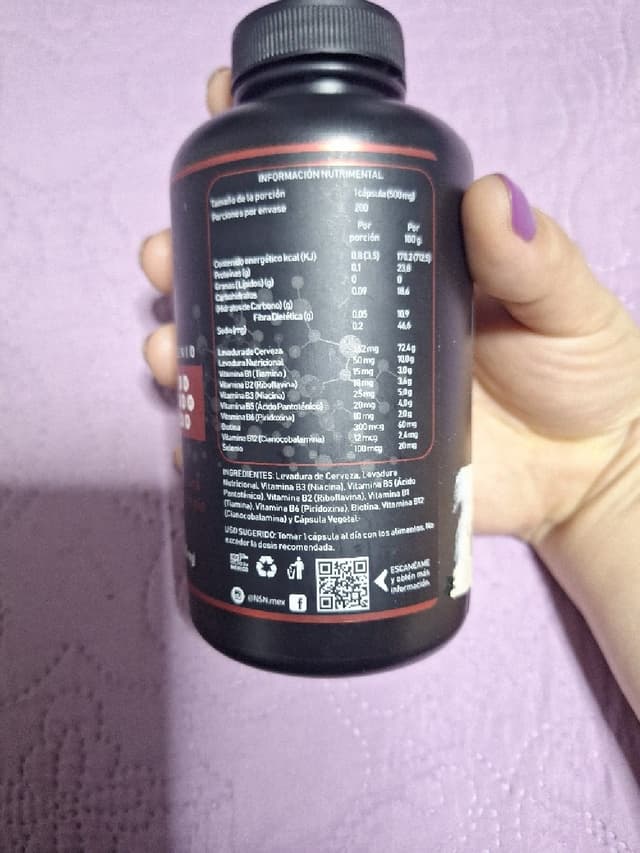 INFORMACIÓN NUTRIMENTAL
Tamaño de la porción 1 cápsula (500mg)
Porciones por envase 200
Por porción Por 100 g
Contenido energético kcal (KJ) 0.8 (3.5) 170.2 (712.5)
Proteínas (g) 0.1 23.8
Grasas (Lípidos) (g) 0 0
Carbohidratos 0.09 18.6
(Hidratos de Carbono) (g)
Fibra Dietética (g) 0.05 10.9
Sodio (mg) 0.2 46.6
Levadura de Cerveza 72.4 g
Levadura Nutricional 50 mg 10.0 g
Vitamina B1 (Tiamina) 15 mg 3.0 g
Vitamina B2 (Riboflavina) 18 mg 3.6 g
Vitamina B3 (Niacina) 25 mg 5.0 g
Vitamina B5 (Ácido Pantoténico) 20 mg 4.0 g
Vitamina B6 (Piridoxina) 10 mg 2.0 g
Biotina 300 mcg 60 mg
Vitamina B12 (Cianocobalamina) 12 mcg 2.4 mg
Selenio 100 mcg 20 mg
INGREDIENTES: Levadura de Cerveza, Levadura
Nutricional, Vitamina B3 (Niacina), Vitamina B5 (Ácido
Pantoténico), Vitamina B2 (Riboflavina), Vitamina B1
(Tiamina), Vitamina B6 (Piridoxina), Biotina, Vitamina B12
(Cianocobalamina) y Cápsula Vegetal.
USO SUGERIDO: Tomar 1 cápsula al día con los alimentos. No
exceder la dosis recomendada.
HECHO EN MÉXICO
ESCANÉAME
y obtén más
información.
@NSN.mex